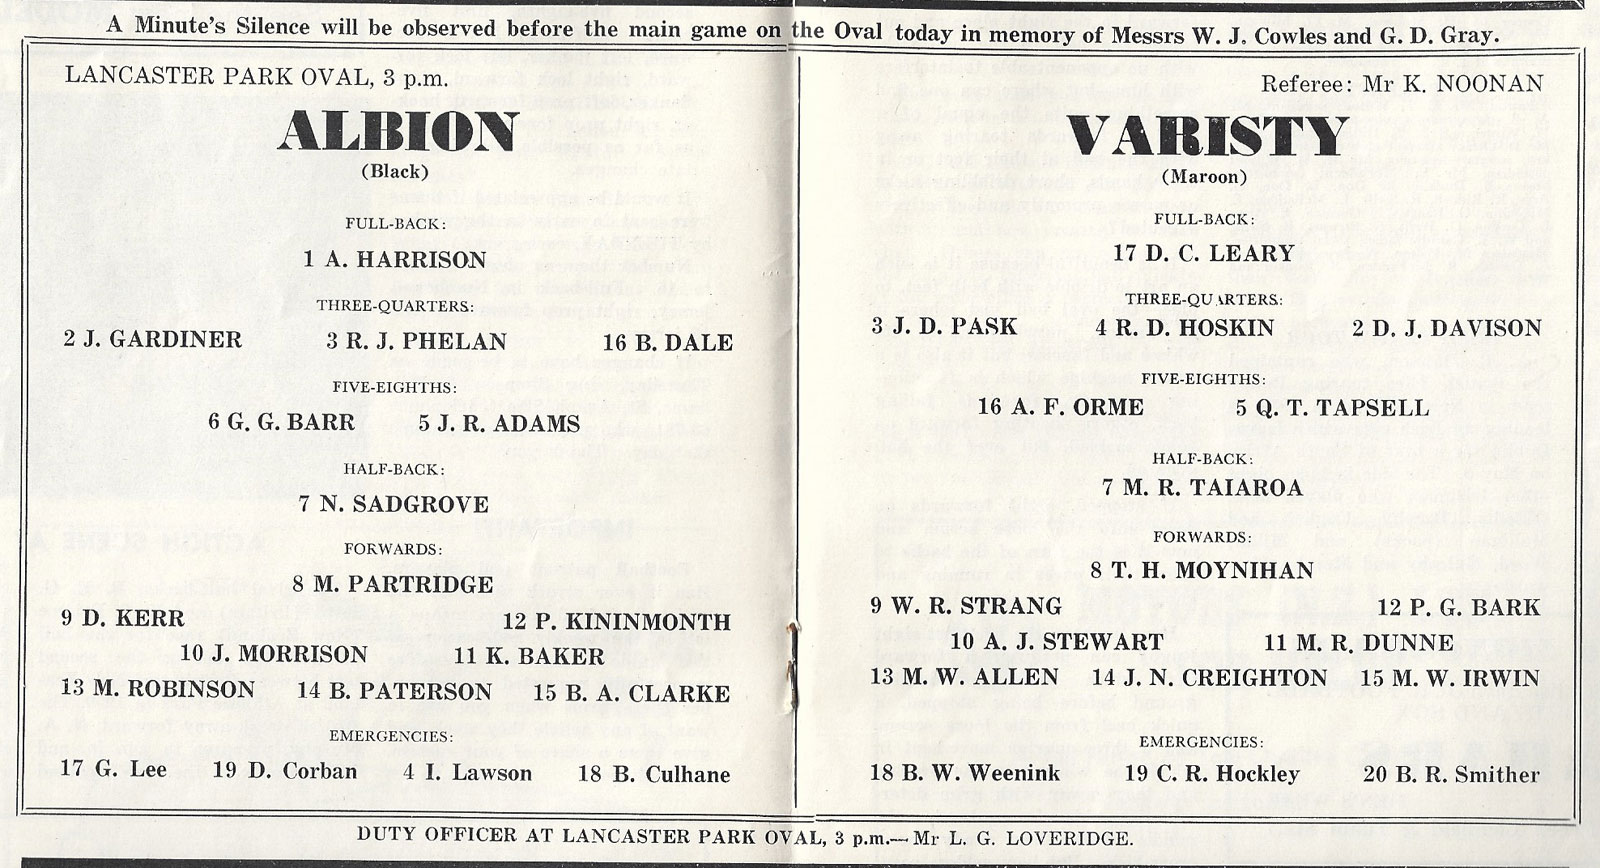 A Minute's Silence will be observed before the main game on the Oval today in memory of Messrs W. J. Cowles and G. D. Gray.
LANCASTER PARK OVAL, 3 p.m.
ALBION
(Black)
FULL-BACK:
1 A. HARRISON
THREE-QUARTERS:
2 J. GARDINER 3 R. J. PHELAN 16 B. DALE
FIVE-EIGHTHS:
6 G. G. BARR 5 J. R. ADAMS
HALF-BACK:
7 N. SADGROVE
FORWARDS:
8 M. PARTRIDGE
9 D. KERR 12 P. KININMONTH
10 J. MORRISON 11 K. BAKER
13 M. ROBINSON 14 B. PATERSON 15 B. A. CLARKE
EMERGENCIES:
17 G. Lee 19 D. Corban 4 I. Lawson 18 B. Culhane
Referee: Mr K. NOONAN
VARISTY
(Maroon)
FULL-BACK:
17 D. C. LEARY
THREE-QUARTERS:
3 J. D. PASK 4 R. D. HOSKIN 2 D. J. DAVISON
FIVE-EIGHTHS:
16 A. F. ORME 5 Q. T. TAPSELL
HALF-BACK:
7 M. R. TAIAROA
FORWARDS:
8 T. H. MOYNIHAN
9 W. R. STRANG 12 P. G. BARK
10 A. J. STEWART 11 M. R. DUNNE
13 M. W. ALLEN 14 J. N. CREIGHTON 15 M. W. IRWIN
EMERGENCIES:
18 B. W. Weenink 19 C. R. Hockley 20 B. R. Smither
DUTY OFFICER AT LANCASTER PARK OVAL, 3 p.m.—Mr L. G. LOVERIDGE.